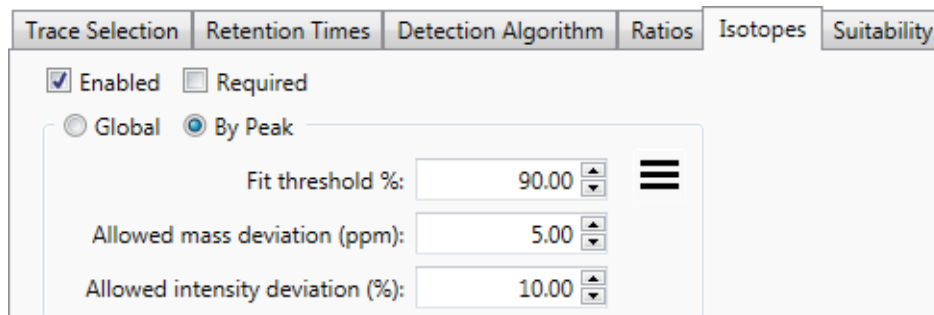 Trace Selection Retention Times Detection Algorithm Ratios Isotopes Suitability
Enabled Required
Global By Peak
Fit threshold %: 90.00
Allowed mass deviation (ppm): 5.00
Allowed intensity deviation (%): 10.00